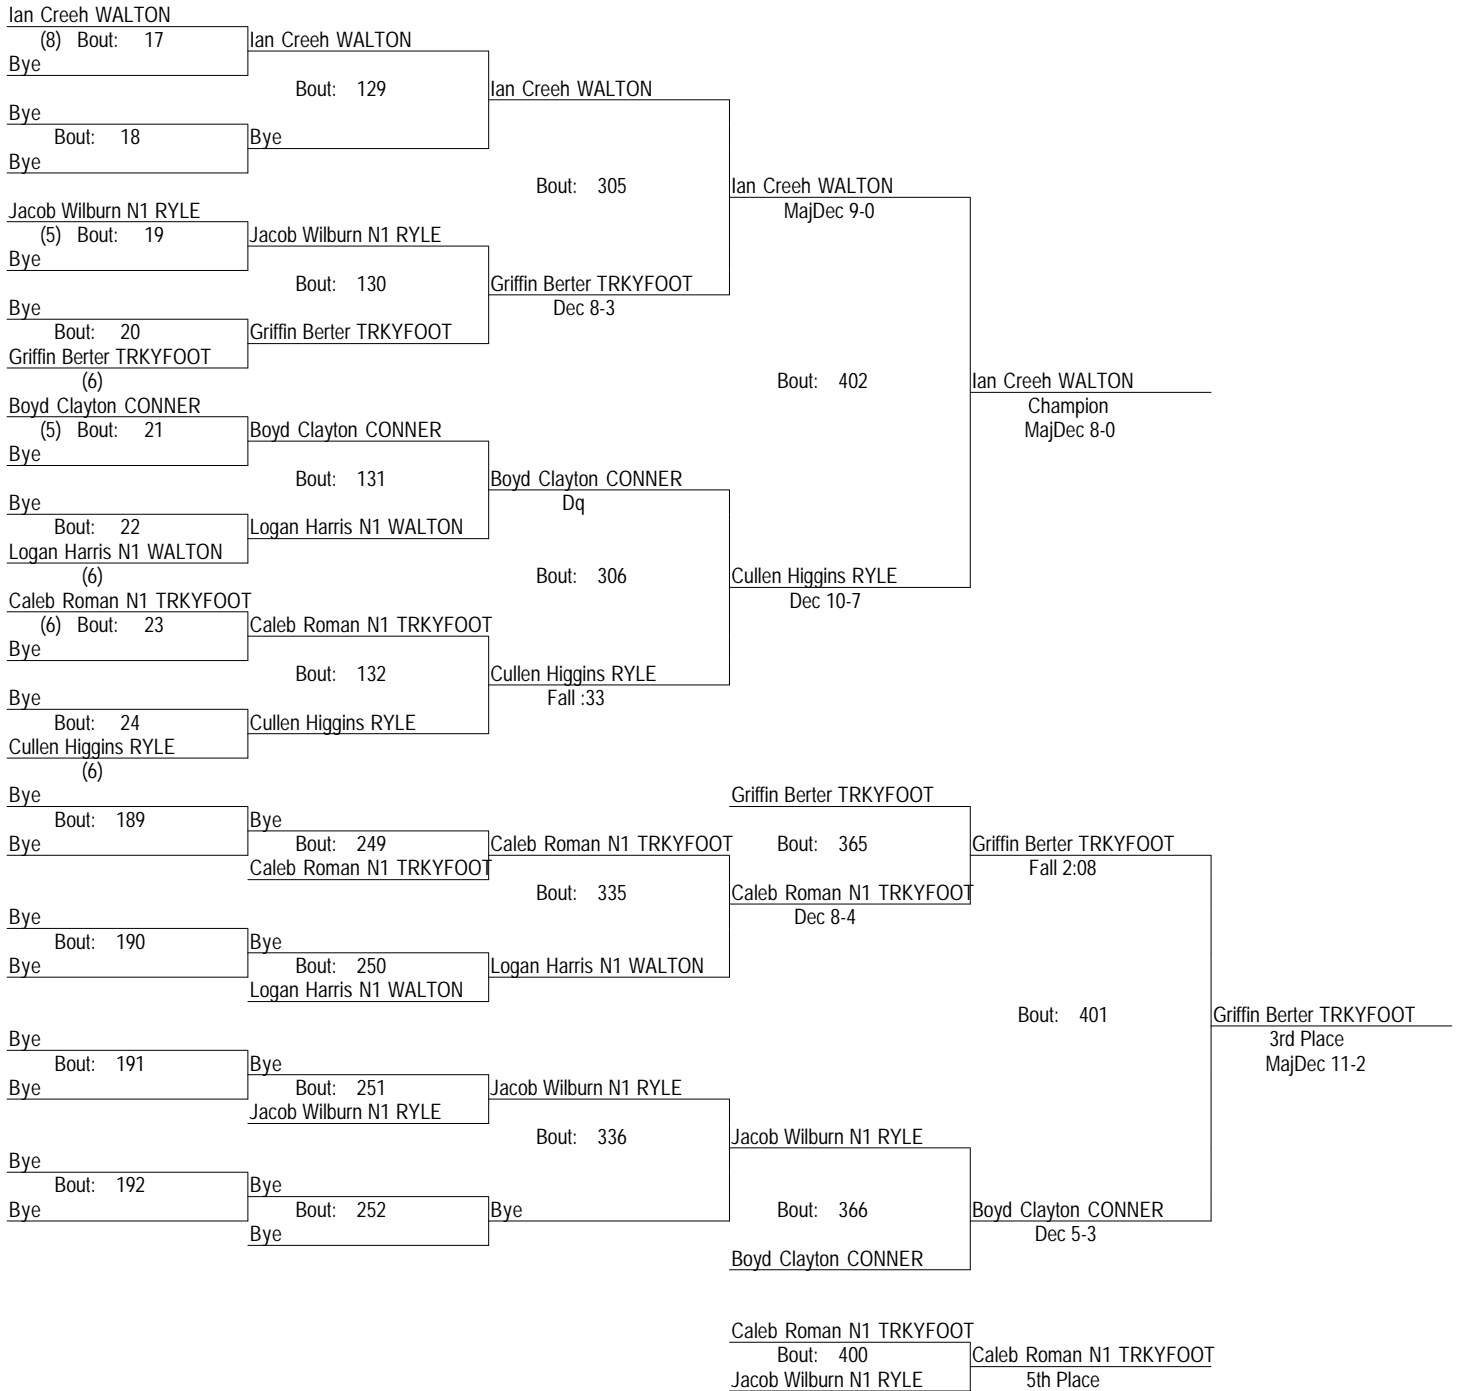 Ian Creeh WALTON
(8) Bout: 17 Ian Creeh WALTON
Bye
Bout: 129 Ian Creeh WALTON
Bye
Bout: 18 Bye
Bye
Bout: 305 Ian Creeh WALTON
Jacob Wilburn N1 RYLE MajDec 9-0
(5) Bout: 19 Jacob Wilburn N1 RYLE
Bye
Bout: 130 Griffin Berter TRKYFOOT
Bye Dec 8-3
Bout: 20 Griffin Berter TRKYFOOT
Griffin Berter TRKYFOOT
(6) Bout: 402 Ian Creeh WALTON
Boyd Clayton CONNER Champion
(5) Bout: 21 Boyd Clayton CONNER MajDec 8-0
Bye
Bout: 131 Boyd Clayton CONNER
Bye Dq
Bout: 22 Logan Harris N1 WALTON
Logan Harris N1 WALTON
(6) Bout: 306 Cullen Higgins RYLE
Caleb Roman N1 TRKYFOOT Dec 10-7
(6) Bout: 23 Caleb Roman N1 TRKYFOOT
Bye
Bout: 132 Cullen Higgins RYLE
Bye Fall :33
Bout: 24 Cullen Higgins RYLE
Cullen Higgins RYLE
(6)
Bye Griffin Berter TRKYFOOT
Bout: 189 Bye
Bye Bout: 249 Caleb Roman N1 TRKYFOOT Bout: 365 Griffin Berter TRKYFOOT
Caleb Roman N1 TRKYFOOT Fall 2:08
Bout: 335 Caleb Roman N1 TRKYFOOT
Bye Dec 8-4
Bout: 190 Bye
Bye Bout: 250 Logan Harris N1 WALTON
Logan Harris N1 WALTON
Bout: 401 Griffin Berter TRKYFOOT
Bye 3rd Place
Bout: 191 Bye MajDec 11-2
Bye Bout: 251 Jacob Wilburn N1 RYLE
Jacob Wilburn N1 RYLE
Bout: 336 Jacob Wilburn N1 RYLE
Bye
Bout: 192 Bye
Bye Bout: 252 Bye Bout: 366 Boyd Clayton CONNER
Bye Dec 5-3
Boyd Clayton CONNER
Caleb Roman N1 TRKYFOOT
Bout: 400 Caleb Roman N1 TRKYFOOT
Jacob Wilburn N1 RYLE 5th Place